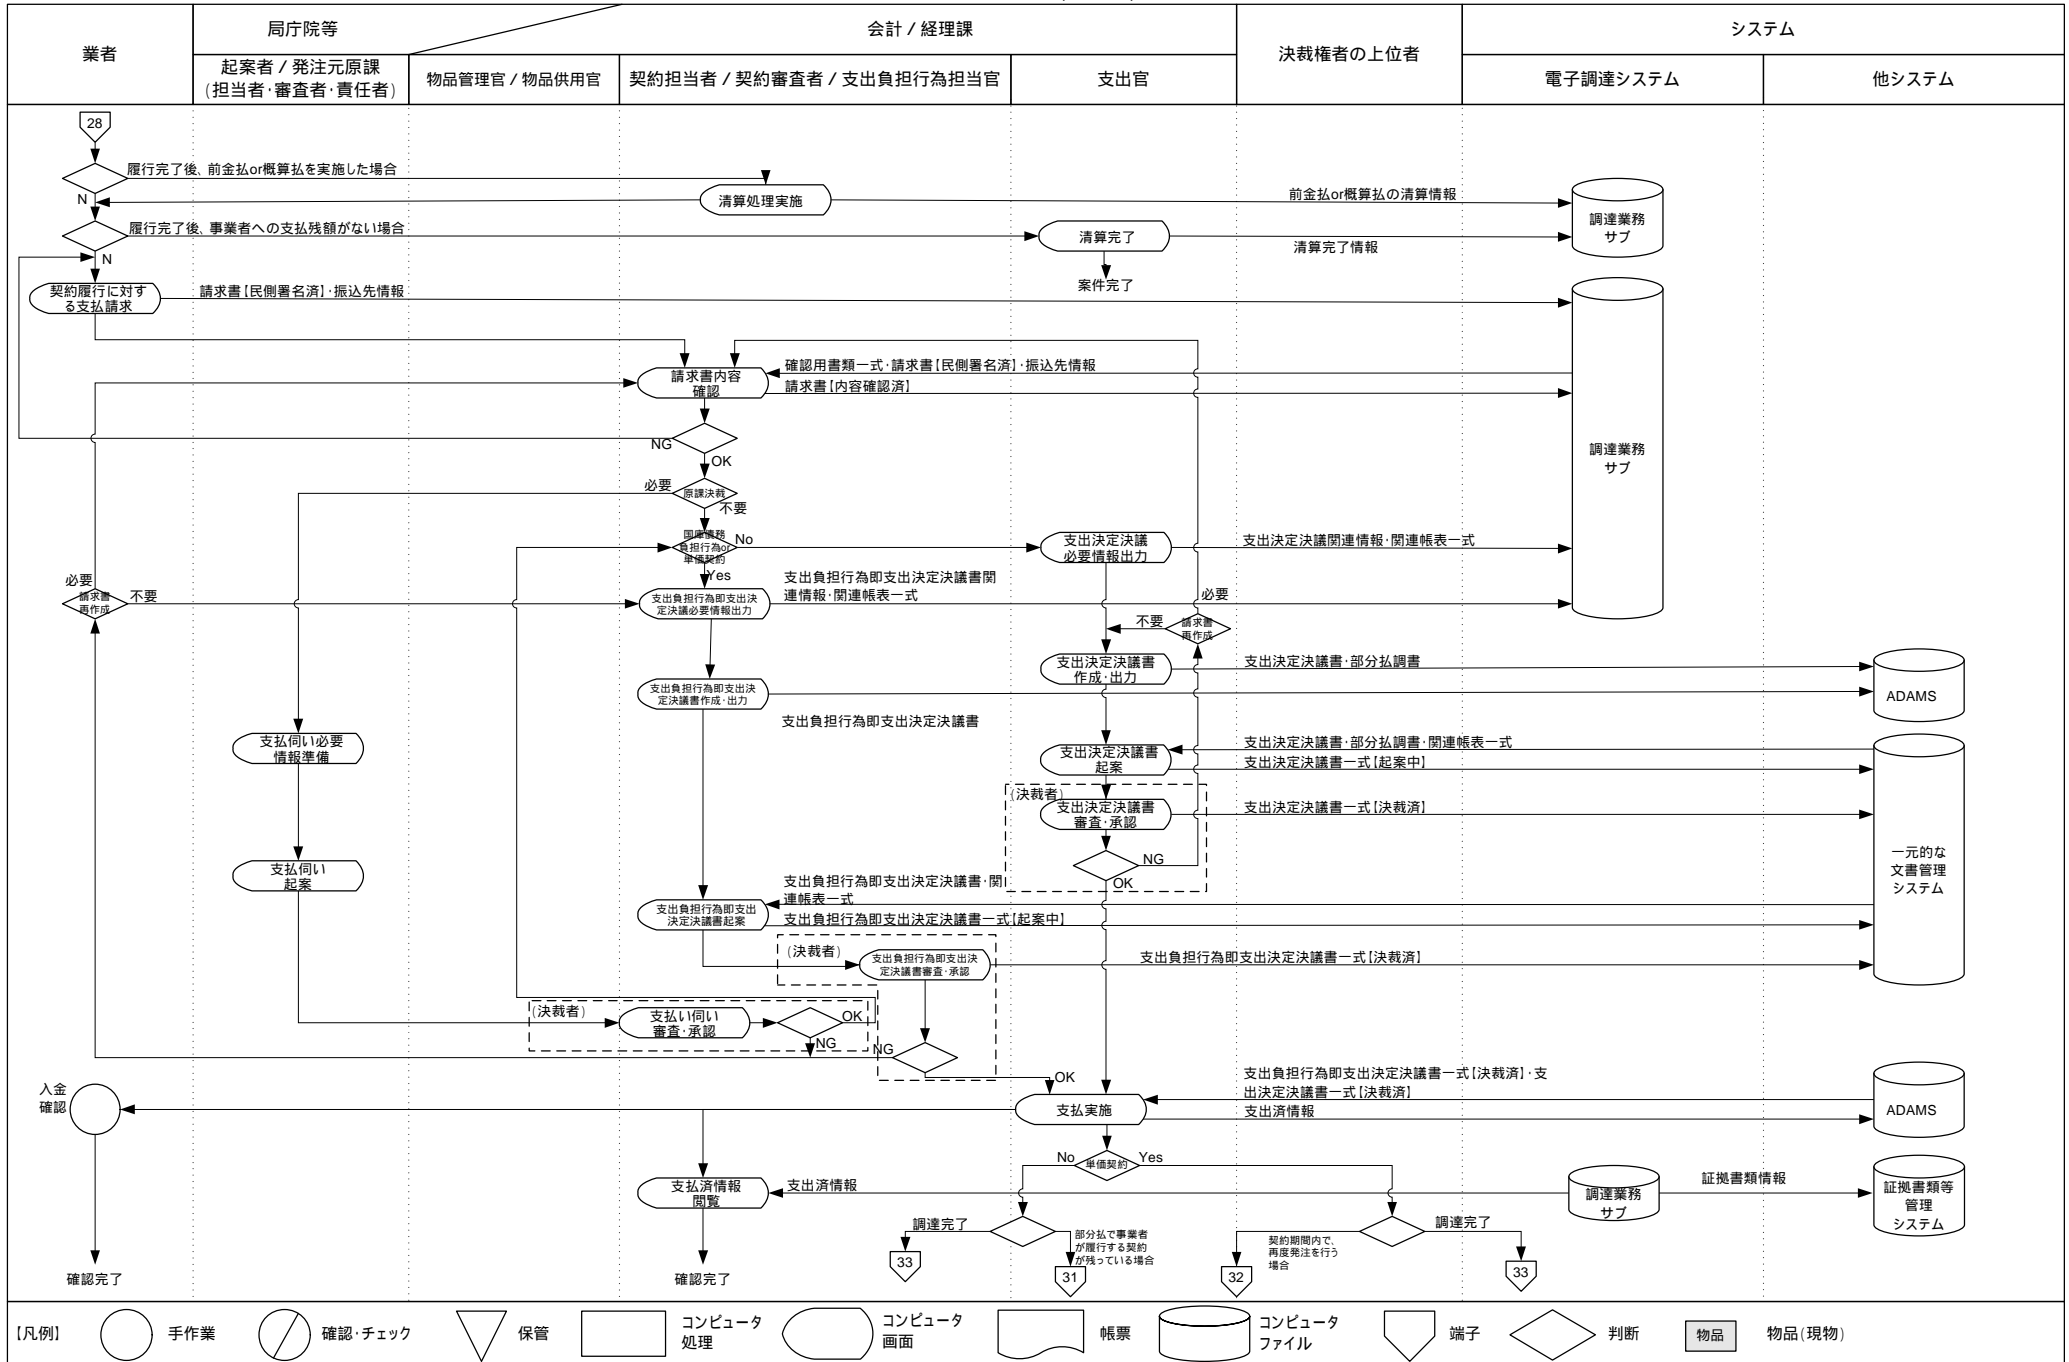 業者
局庁院等
会計 / 経理課
決裁権者の上位者
システム
起案者 / 発注元原課
(担当者･審査者･責任者)
物品管理官 / 物品供用官
契約担当者 / 契約審査者 / 支出負担行為担当官
支出官
電子調達システム
他システム
28
履行完了後、前金払or概算払を実施した場合
N
清算処理実施
前金払or概算払の清算情報
調達業務
サブ
履行完了後、事業者への支払残額がない場合
清算完了
清算完了情報
N
案件完了
契約履行に対す
る支払請求
請求書【民側署名済】･振込先情報
確認用書類一式･請求書【民側署名済】･振込先情報
請求書内容
確認
請求書【内容確認済】
NG
OK
調達業務
サブ
必要
原課決裁
不要
国庫債務
負担行為or
単価契約
No
Yes
支出決定決議
必要情報出力
支出決定決議関連情報･関連帳表一式
必要
請求書
再作成
不要
支出負担行為即支出決定決議書関
連情報･関連帳表一式
支出負担行為即支出決
定決議必要情報出力
必要
不要
請求書
再作成
支出決定決議書
作成･出力
支出決定決議書･部分払調書
支出負担行為即支出決
定決議書作成･出力
ADAMS
支出負担行為即支出決定決議書
支払伺い必要
情報準備
支出決定決議書
起案
支出決定決議書･部分払調書･関連帳表一式
支出決定決議書一式【起案中】
(決裁者)
支出決定決議書
審査･承認
支出決定決議書一式【決裁済】
NG
OK
一元的な
文書管理
システム
支払伺い
起案
支出負担行為即支出決定決議書･関
連帳表一式
支出負担行為即支出
決定決議書起案
支出負担行為即支出決定決議書一式【起案中】
(決裁者)
支出負担行為即支出決
定決議書審査･承認
支出負担行為即支出決定決議書一式【決裁済】
(決裁者)
支払い伺い
審査･承認
OK
NG
NG
OK
入金
確認
支払実施
支出負担行為即支出決定決議書一式【決裁済】･支
出決定決議書一式【決裁済】
支出済情報
ADAMS
No
単価契約
Yes
支払済情報
閲覧
支出済情報
調達業務
サブ
証拠書類情報
証拠書類等
管理
システム
調達完了
部分払で事業者
が履行する契約
が残っている場合
契約期間内で、
再度発注を行う
場合
調達完了
33
31
32
33
確認完了
確認完了
【凡例】
手作業
確認･チェック
保管
コンピュータ
処理
コンピュータ
画面
帳票
コンピュータ
ファイル
端子
判断
物品
物品(現物)